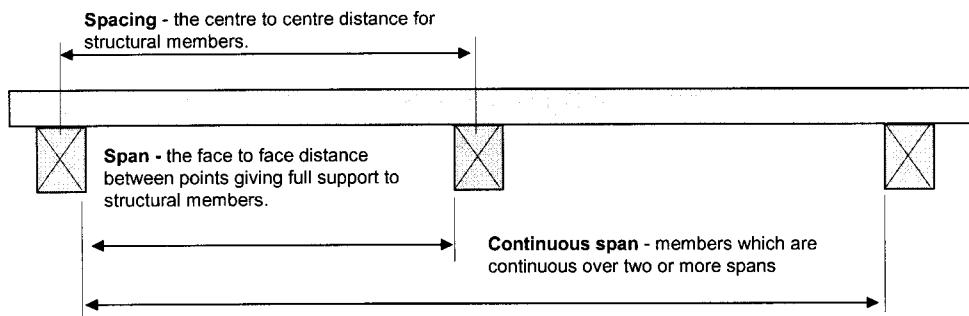 Spacing - the centre to centre distance for
structural members.
Span - the face to face distance
between points giving full support to
structural members.
Continuous span - members which are
continuous over two or more spans